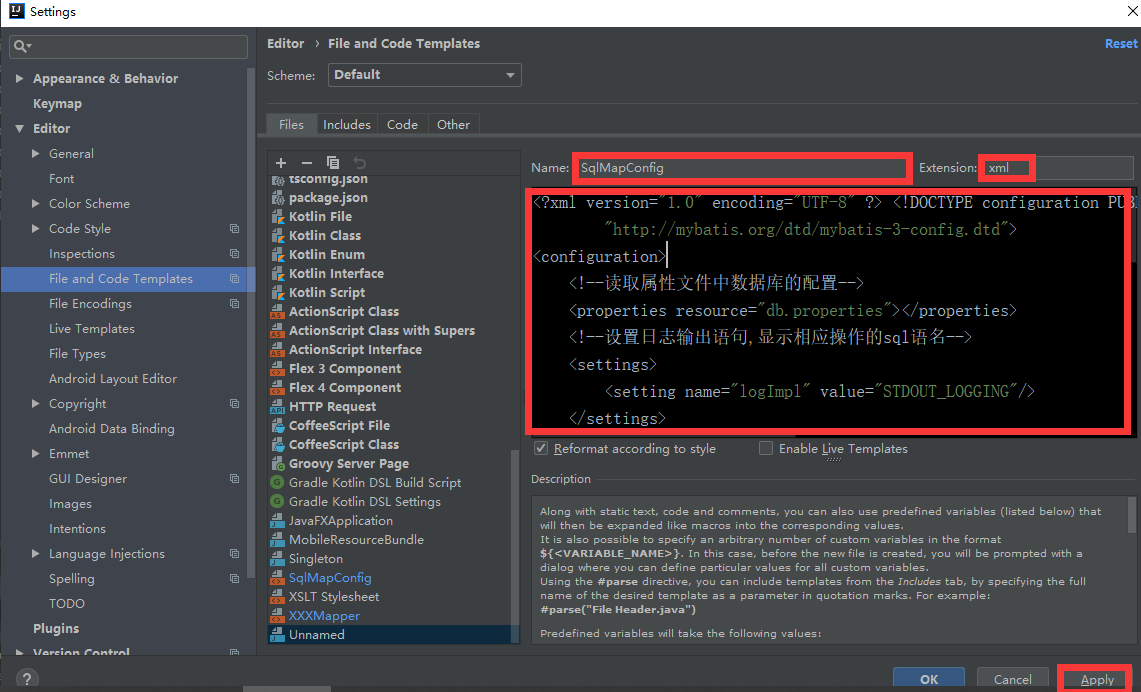 Settings
Editor › File and Code Templates
Reset
Scheme: Default
Appearance & Behavior
Keymap
Editor
General
Font
Color Scheme
Code Style
Inspections
File and Code Templates
File Encodings
Live Templates
File Types
Android Layout Editor
Copyright
Android Data Binding
Emmet
GUI Designer
Images
Intentions
Language Injections
Spelling
TODO
Plugins
Version Control
Files Includes Code Other
tsconfig.json
package.json
Kotlin File
Kotlin Class
Kotlin Enum
Kotlin Interface
Kotlin Script
ActionScript Class
ActionScript Class with Supers
ActionScript Interface
Flex 3 Component
Flex 4 Component
HTTP Request
CoffeeScript File
CoffeeScript Class
Groovy Server Page
Gradle Kotlin DSL Build Script
Gradle Kotlin DSL Settings
JavaFXApplication
MobileResourceBundle
Singleton
SqlMapConfig
XSLT Stylesheet
XXXMapper
Unnamed
Name: SqlMapConfig Extension: xml
<?xml version="1.0" encoding="UTF-8" ?> <!DOCTYPE configuration
"http://mybatis.org/dtd/mybatis-3-config.dtd">
<configuration>
<!--读取属性文件中数据库的配置-->
<properties resource="db.properties"></properties>
<!--设置日志输出语句,显示相应操作的sql语名-->
<settings>
<setting name="logImpl" value="STDOUT_LOGGING"/>
</settings>
Reformat according to style Enable Live Templates
Description
Along with static text, code and comments, you can also use predefined variables (listed below) that
will then be expanded like macros into the corresponding values.
It is also possible to specify an arbitrary number of custom variables in the format
${<VARIABLE_NAME>}. In this case, before the new file is created, you will be prompted with a
dialog where you can define particular values for all custom variables.
Using the #parse directive, you can include templates from the Includes tab, by specifying the full
name of the desired template as a parameter in quotation marks. For example:
#parse("File Header.java")
Predefined variables will take the following values:
?
OK Cancel Apply